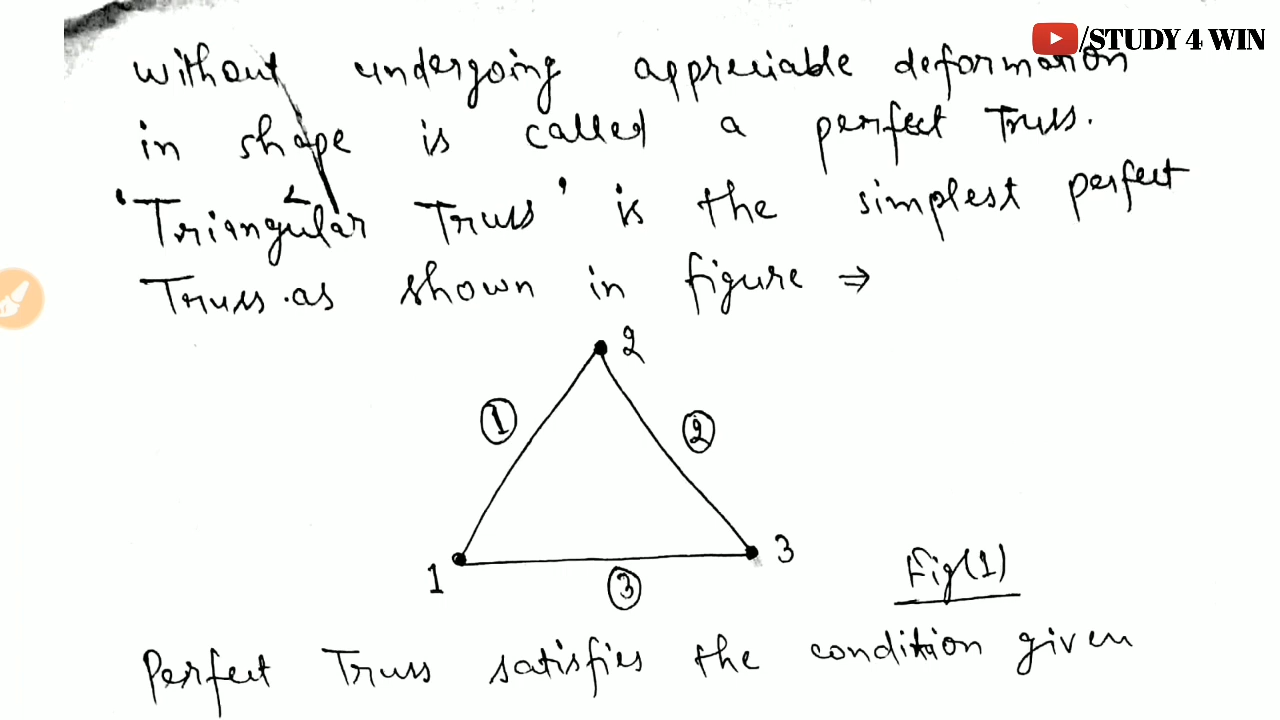 /STUDY 4 WIN
without undergoing appreciable deformation
in shape is called a perfect Truss.
'Triangular Truss' is the simplest perfect
Truss. as shown in figure ⇒
2
① ②
1 3
③
Fig(1)
Perfect Truss satisfies the condition given